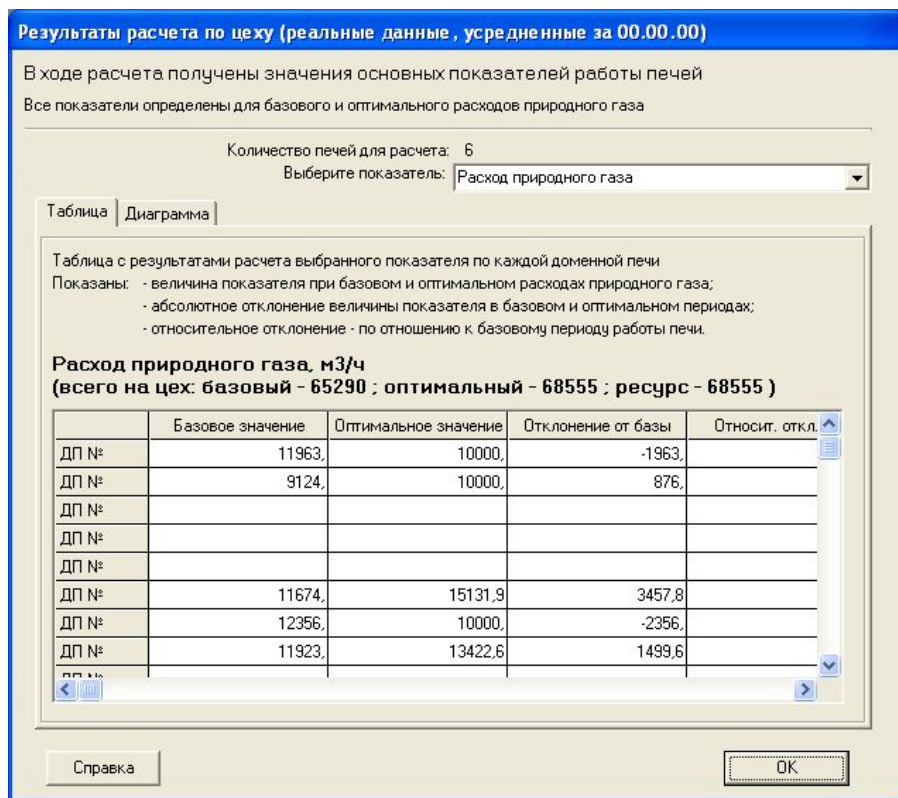 Результаты расчета по цеху (реальные данные, усредненные за 00.00.00)
В ходе расчета получены значения основных показателей работы печей
Все показатели определены для базового и оптимального расходов природного газа
Количество печей для расчета: 6
Выберите показатель: Расход природного газа
Таблица Диаграмма
Таблица с результатами расчета выбранного показателя по каждой доменной печи
Показаны: - величина показателя при базовом и оптимальном расходах природного газа;
- абсолютное отклонение величины показателя в базовом и оптимальном периодах;
- относительное отклонение - по отношению к базовому периоду работы печи.
Расход природного газа, м3/ч
(всего на цех: базовый - 65290 ; оптимальный - 68555 ; ресурс - 68555 )
Базовое значение Оптимальное значение Отклонение от базы Относит. откл.
ДП № 11963, 10000, -1963,
ДП № 9124, 10000, 876,
ДП №
ДП №
ДП №
ДП № 11674, 15131,9 3457,8
ДП № 12356, 10000, -2356,
ДП № 11923, 13422,6 1499,6
Справка OK